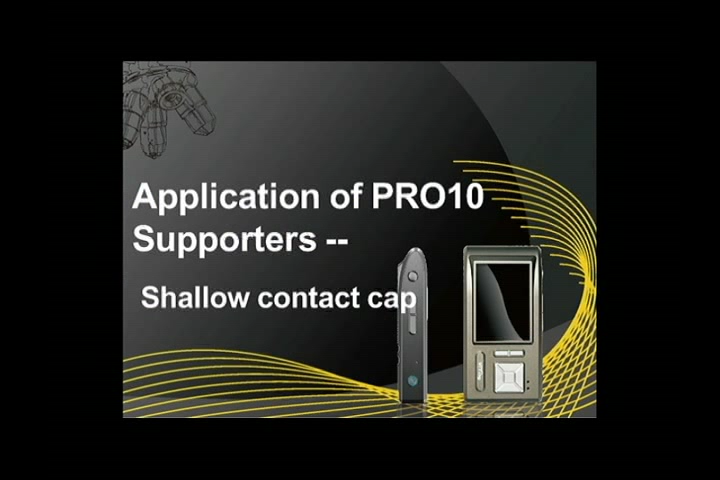 Application of PRO10
Supporters --
Shallow contact cap